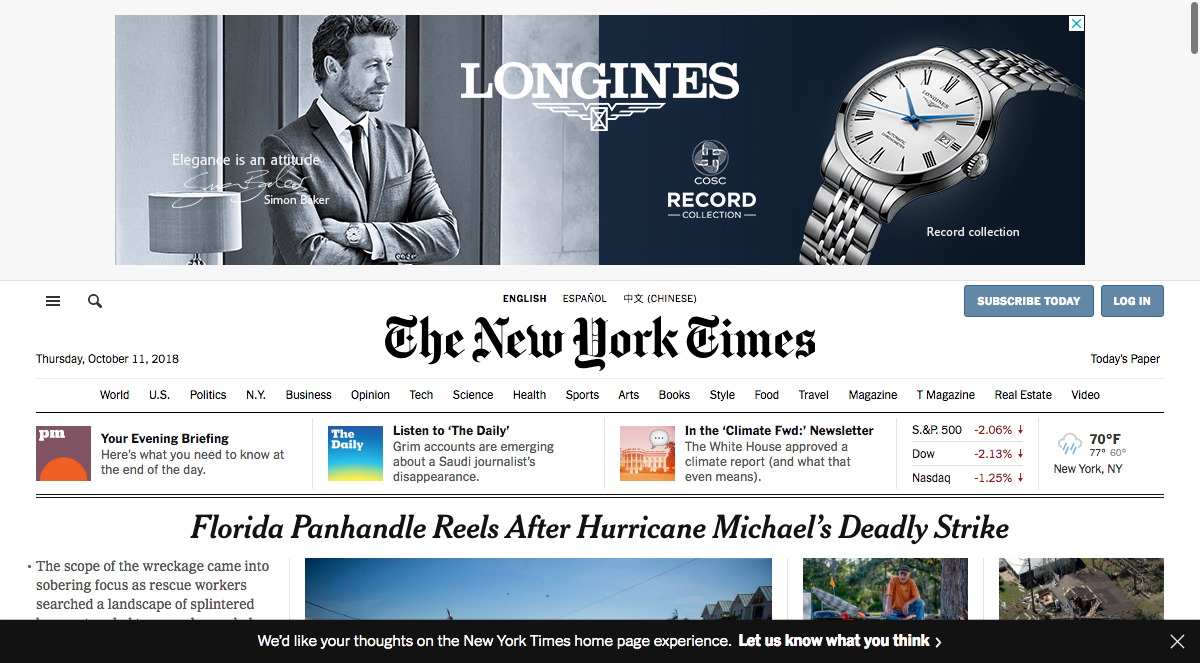 LONGINES
Elegance is an attitude
Simon Baker
COSC
RECORD
COLLECTION
LONGINES
AUTOMATIC
CHRONOMETER
23
Record collection
ENGLISH ESPAÑOL 中文 (CHINESE)
SUBSCRIBE TODAY LOG IN
The New York Times
Thursday, October 11, 2018
Today's Paper
World U.S. Politics N.Y. Business Opinion Tech Science Health Sports Arts Books Style Food Travel Magazine T Magazine Real Estate Video
pm
Your Evening Briefing
Here's what you need to know at
the end of the day.
The
Daily
Listen to ‘The Daily’
Grim accounts are emerging
about a Saudi journalist's
disappearance.
In the ‘Climate Fwd:’ Newsletter
The White House approved a
climate report (and what that
even means).
S.&P. 500 -2.06% ↓
Dow -2.13% ↓
Nasdaq -1.25% ↓
70°F
77° 60°
New York, NY
Florida Panhandle Reels After Hurricane Michael’s Deadly Strike
The scope of the wreckage came into
sobering focus as rescue workers
searched a landscape of splintered
We’d like your thoughts on the New York Times home page experience. Let us know what you think ›